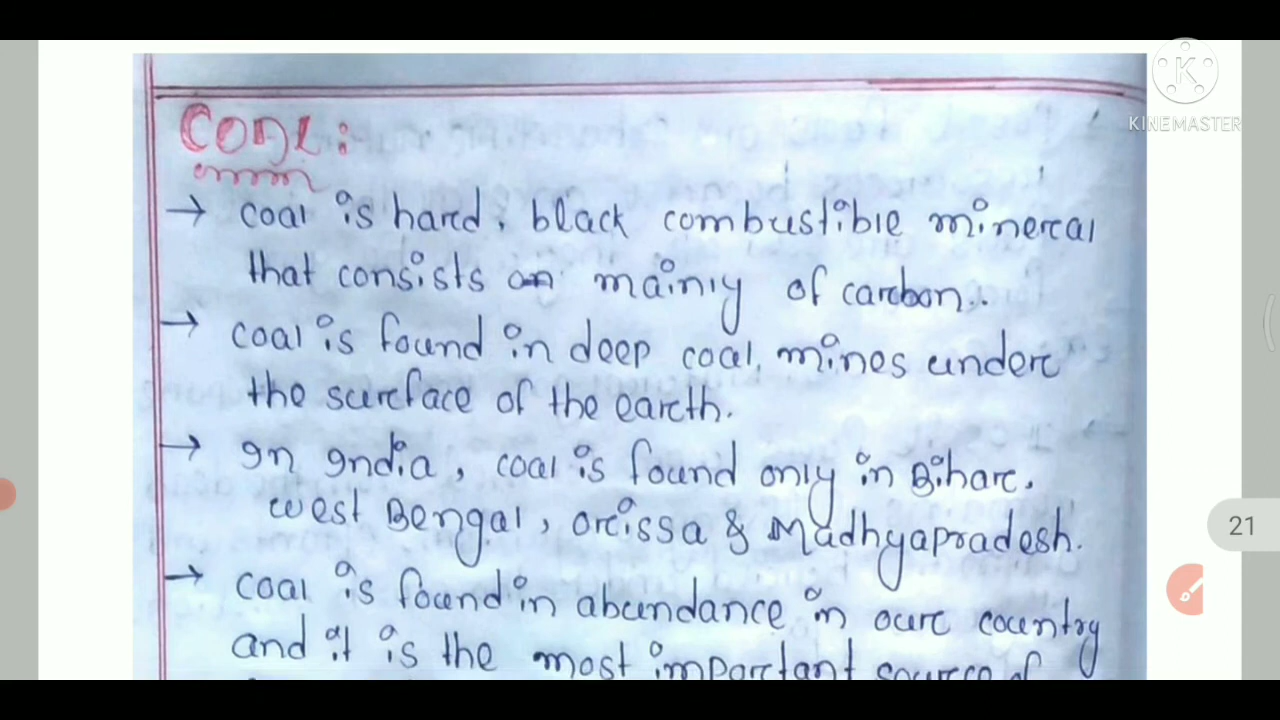 COAL:
→ coal is hard, black combustible mineral
that consists on mainly of carbon..
→ coal is found in deep coal, mines under
the surface of the earth.
→ In India, coal is found only in Bihar,
West Bengal, Orissa & Madhyapradesh.
→ coal is found in abundance in our country
and it is the most important source of
KINEMASTER
21